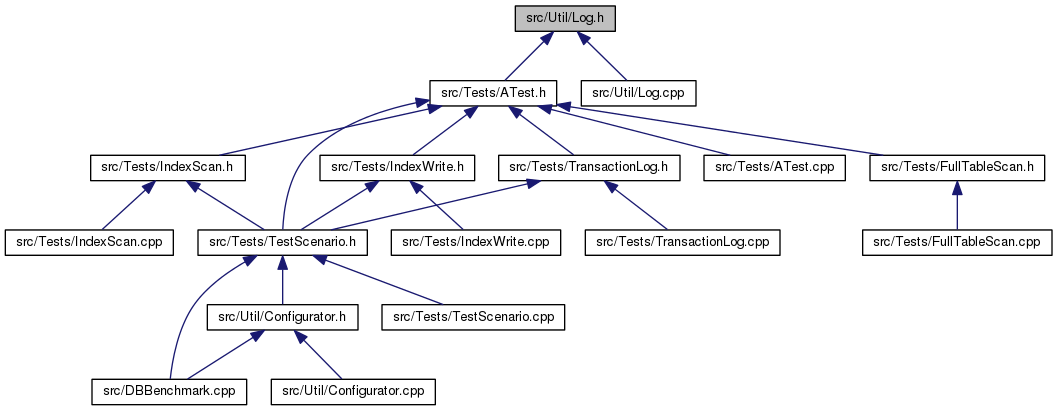 src/Util/Log.h
src/Tests/ATest.h
src/Util/Log.cpp
src/Tests/IndexScan.h
src/Tests/IndexWrite.h
src/Tests/TransactionLog.h
src/Tests/ATest.cpp
src/Tests/FullTableScan.h
src/Tests/IndexScan.cpp
src/Tests/TestScenario.h
src/Tests/IndexWrite.cpp
src/Tests/TransactionLog.cpp
src/Tests/FullTableScan.cpp
src/Util/Configurator.h
src/Tests/TestScenario.cpp
src/DBBenchmark.cpp
src/Util/Configurator.cpp